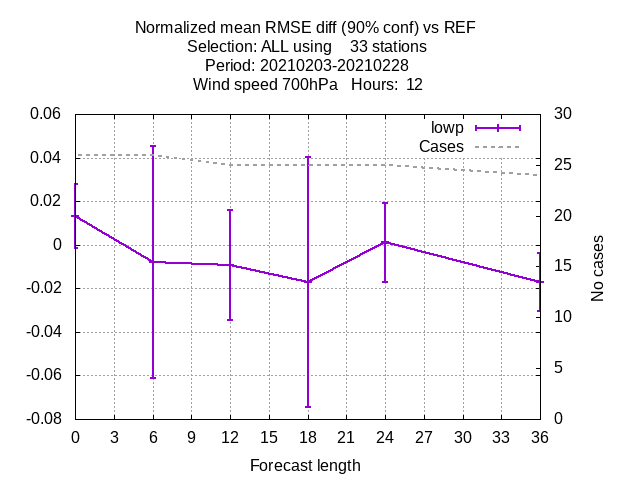 Normalized mean RMSE diff (90% conf) vs REF
Selection: ALL using    33 stations
Period: 20210203-20210228
Wind speed 700hPa   Hours:  12
0.06
0.04
0.02
0
-0.02
-0.04
-0.06
-0.08
lowp
Cases
30
25
20
15
10
5
0
No cases
0 3 6 9 12 15 18 21 24 27 30 33 36
Forecast length